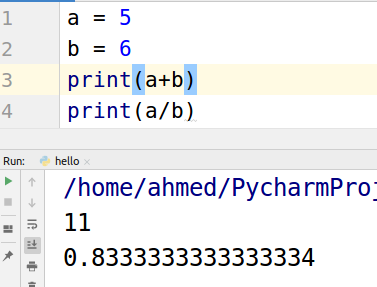 1 a = 5
2 b = 6
3 print(a+b)
4 print(a/b)
Run: hello ×
/home/ahmed/PycharmProj
11
0.8333333333333334